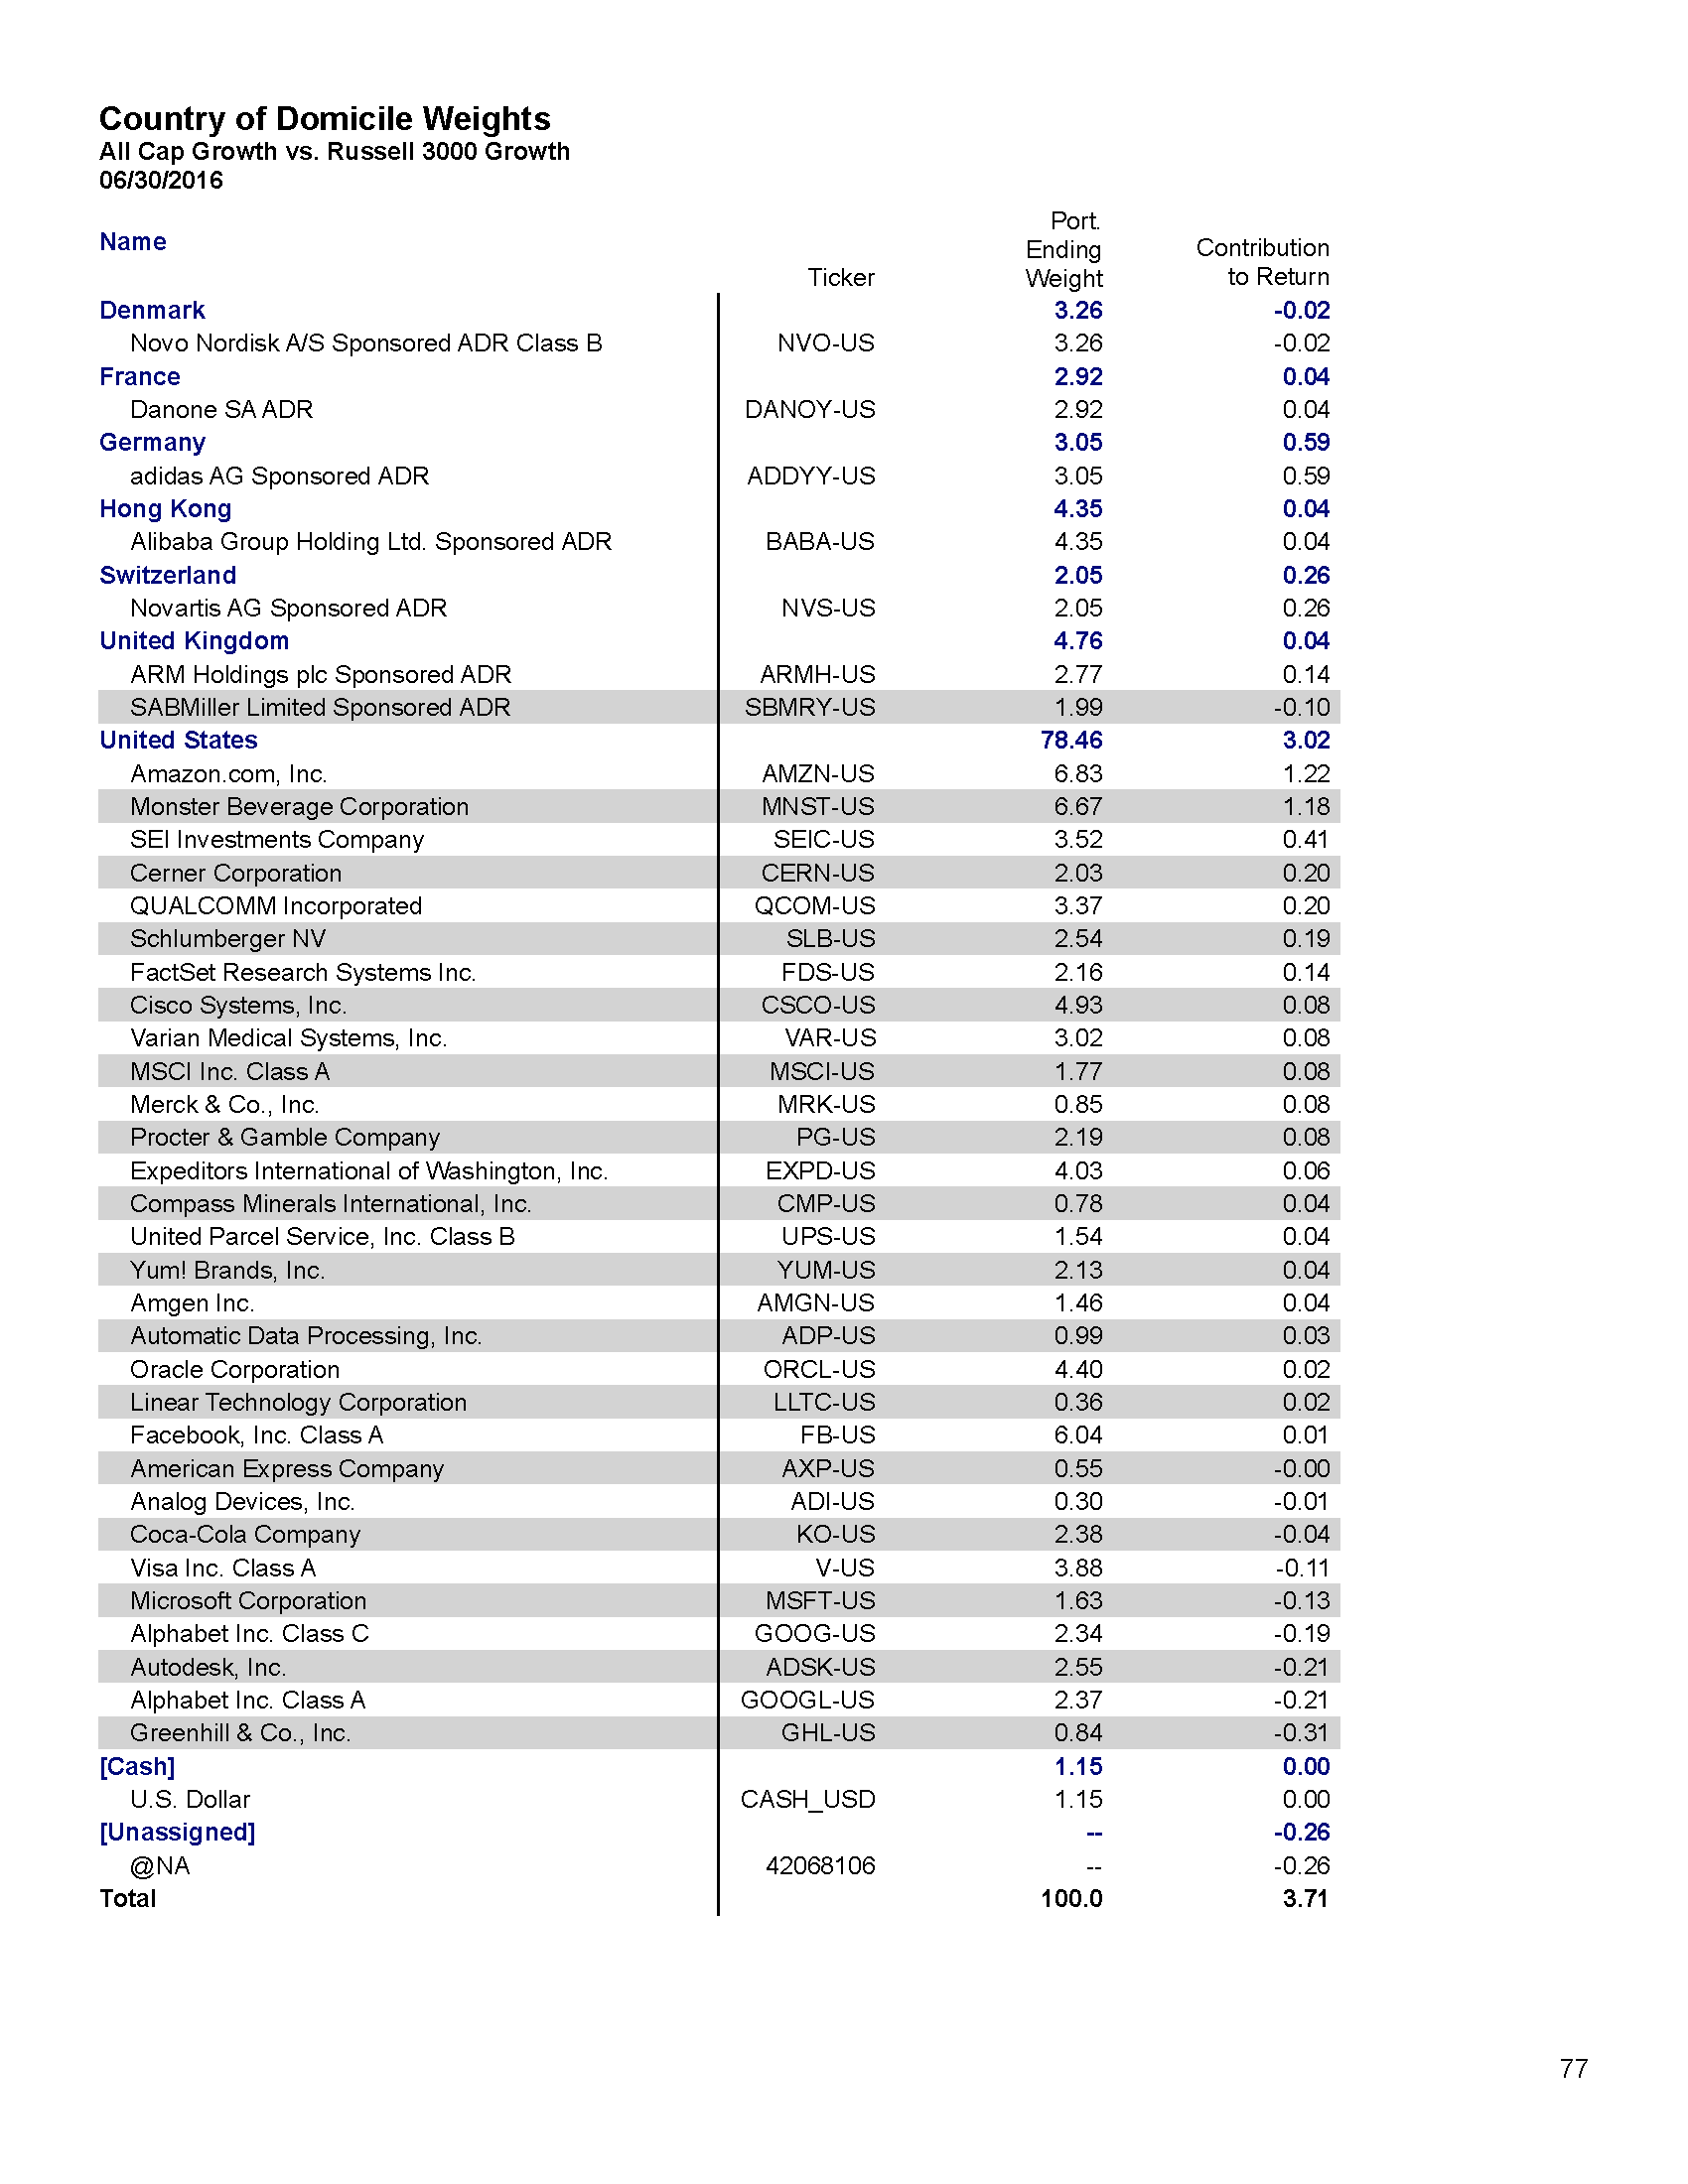 Country of Domicile Weights
All Cap Growth vs. Russell 3000 Growth
06/30/2016
Name Ticker Port. Ending Weight Contribution to Return
Denmark 3.26 -0.02
Novo Nordisk A/S Sponsored ADR Class B NVO-US 3.26 -0.02
France 2.92 0.04
Danone SA ADR DANOY-US 2.92 0.04
Germany 3.05 0.59
adidas AG Sponsored ADR ADDYY-US 3.05 0.59
Hong Kong 4.35 0.04
Alibaba Group Holding Ltd. Sponsored ADR BABA-US 4.35 0.04
Switzerland 2.05 0.26
Novartis AG Sponsored ADR NVS-US 2.05 0.26
United Kingdom 4.76 0.04
ARM Holdings plc Sponsored ADR ARMH-US 2.77 0.14
SABMiller Limited Sponsored ADR SBMRY-US 1.99 -0.10
United States 78.46 3.02
Amazon.com, Inc. AMZN-US 6.83 1.22
Monster Beverage Corporation MNST-US 6.67 1.18
SEI Investments Company SEIC-US 3.52 0.41
Cerner Corporation CERN-US 2.03 0.20
QUALCOMM Incorporated QCOM-US 3.37 0.20
Schlumberger NV SLB-US 2.54 0.19
FactSet Research Systems Inc. FDS-US 2.16 0.14
Cisco Systems, Inc. CSCO-US 4.93 0.08
Varian Medical Systems, Inc. VAR-US 3.02 0.08
MSCI Inc. Class A MSCI-US 1.77 0.08
Merck & Co., Inc. MRK-US 0.85 0.08
Procter & Gamble Company PG-US 2.19 0.08
Expeditors International of Washington, Inc. EXPD-US 4.03 0.06
Compass Minerals International, Inc. CMP-US 0.78 0.04
United Parcel Service, Inc. Class B UPS-US 1.54 0.04
Yum! Brands, Inc. YUM-US 2.13 0.04
Amgen Inc. AMGN-US 1.46 0.04
Automatic Data Processing, Inc. ADP-US 0.99 0.03
Oracle Corporation ORCL-US 4.40 0.02
Linear Technology Corporation LLTC-US 0.36 0.02
Facebook, Inc. Class A FB-US 6.04 0.01
American Express Company AXP-US 0.55 -0.00
Analog Devices, Inc. ADI-US 0.30 -0.01
Coca-Cola Company KO-US 2.38 -0.04
Visa Inc. Class A V-US 3.88 -0.11
Microsoft Corporation MSFT-US 1.63 -0.13
Alphabet Inc. Class C GOOG-US 2.34 -0.19
Autodesk, Inc. ADSK-US 2.55 -0.21
Alphabet Inc. Class A GOOGL-US 2.37 -0.21
Greenhill & Co., Inc. GHL-US 0.84 -0.31
[Cash] 1.15 0.00
U.S. Dollar CASH_USD 1.15 0.00
[Unassigned] -- -0.26
@NA 42068106 -- -0.26
Total 100.0 3.71
77